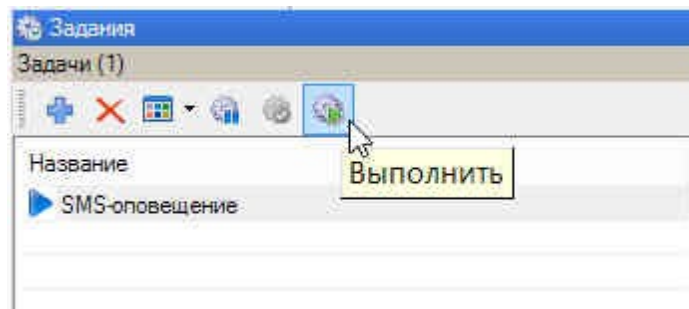 Задания
Задачи (1)
Выполнить
Название
SMS-оповещение